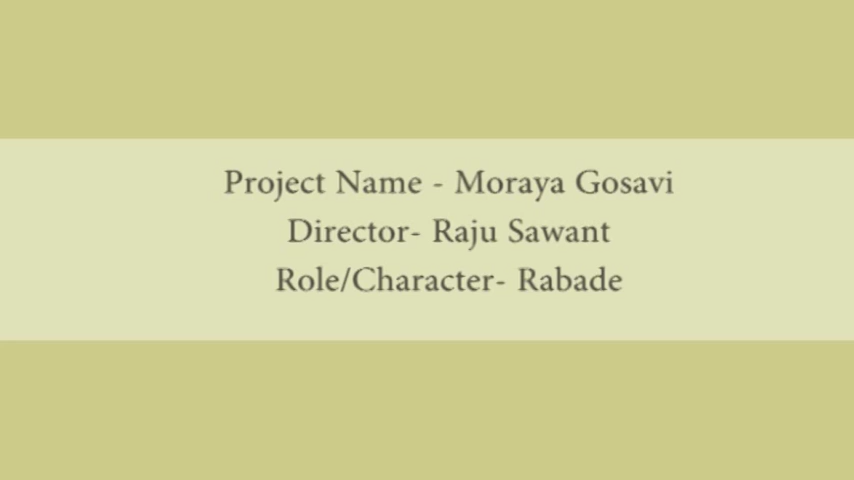 Project Name - Moraya Gosavi
Director- Raju Sawant
Role/Character- Rabade